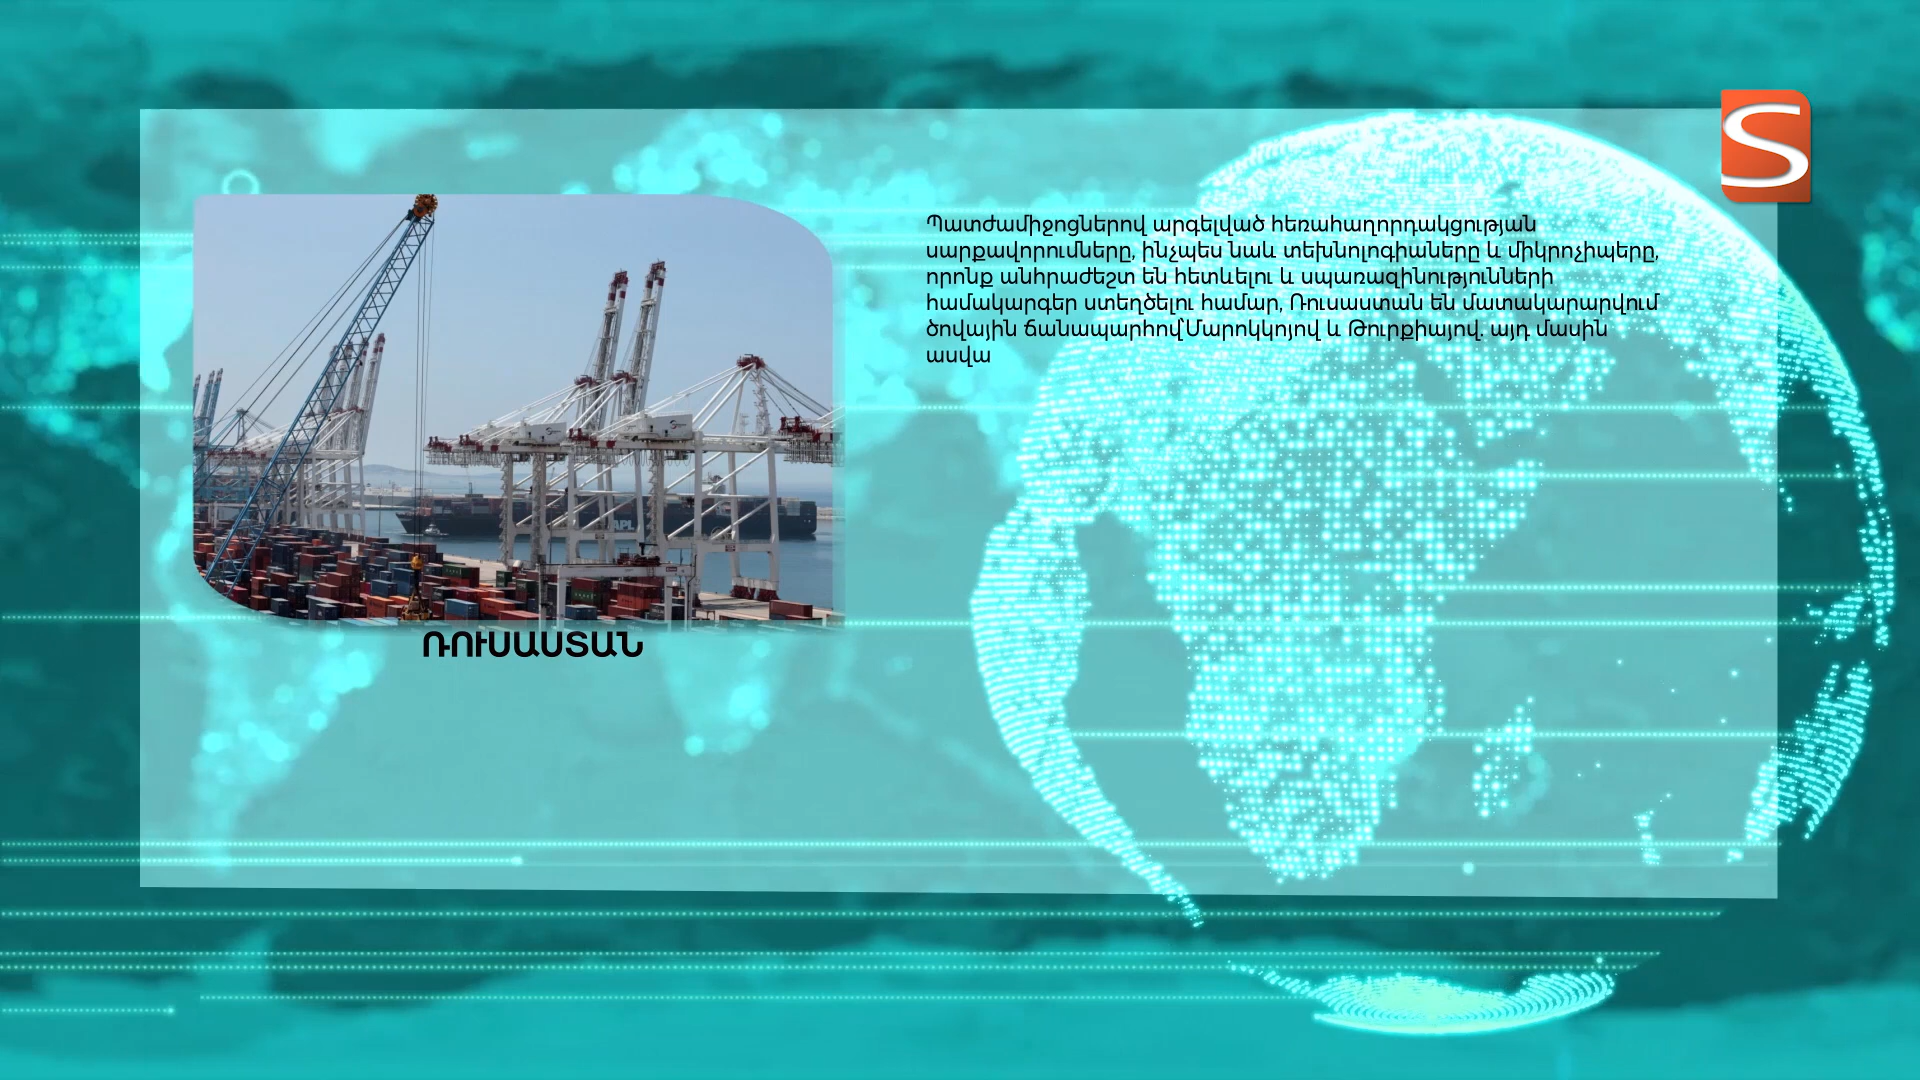 S
Պատժամիջոցներով արգելված հեռահաղորդակցության
սարքավորումները, ինչպես նաև տեխնոլոգիաները և միկրոչիպերը,
որոնք անհրաժեշտ են հետևելու և սպառազինությունների
համակարգեր ստեղծելու համար, Ռուսաստան են մատակարարվում
ծովային ճանապարհով՝Մարոկկոյով և Թուրքիայով, այդ մասին
ասվա
APL
ՌՈՒՍԱՍՏԱՆ